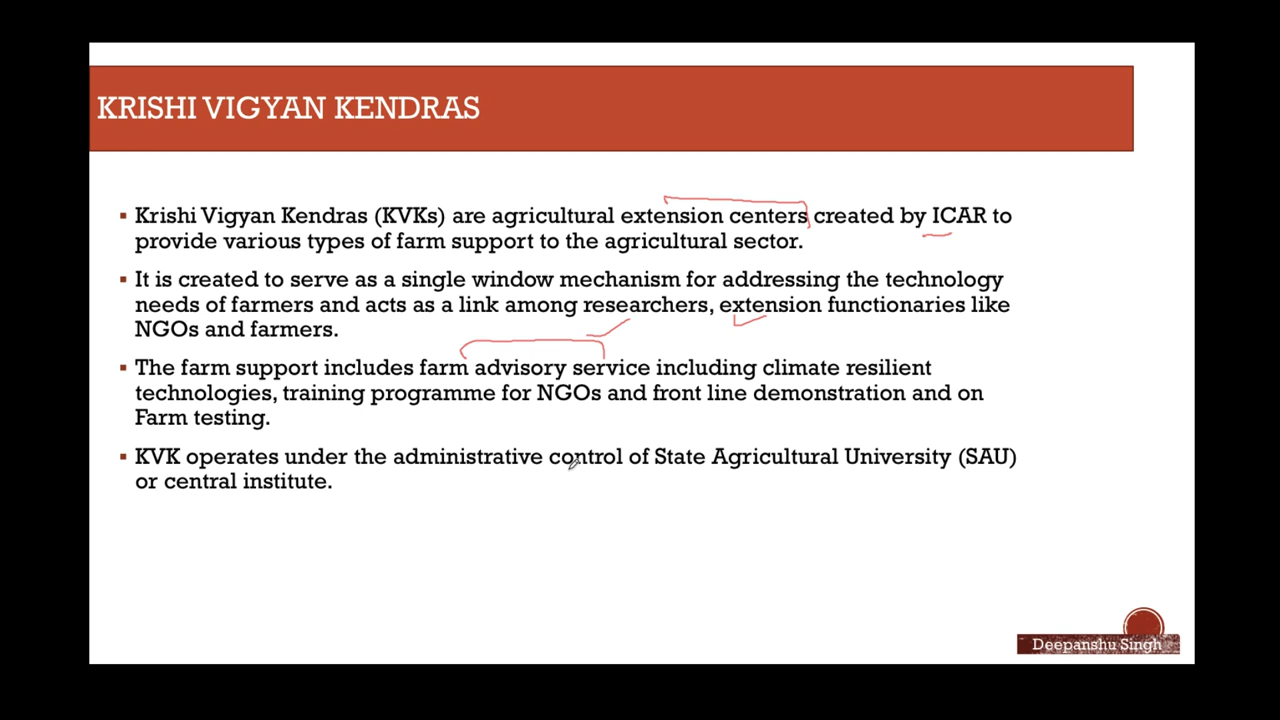 KRISHI VIGYAN KENDRAS
▪ Krishi Vigyan Kendras (KVKs) are agricultural extension centers created by ICAR to
provide various types of farm support to the agricultural sector.
▪ It is created to serve as a single window mechanism for addressing the technology
needs of farmers and acts as a link among researchers, extension functionaries like
NGOs and farmers.
▪ The farm support includes farm advisory service including climate resilient
technologies, training programme for NGOs and front line demonstration and on
Farm testing.
▪ KVK operates under the administrative control of State Agricultural University (SAU)
or central institute.
Deepanshu Singh